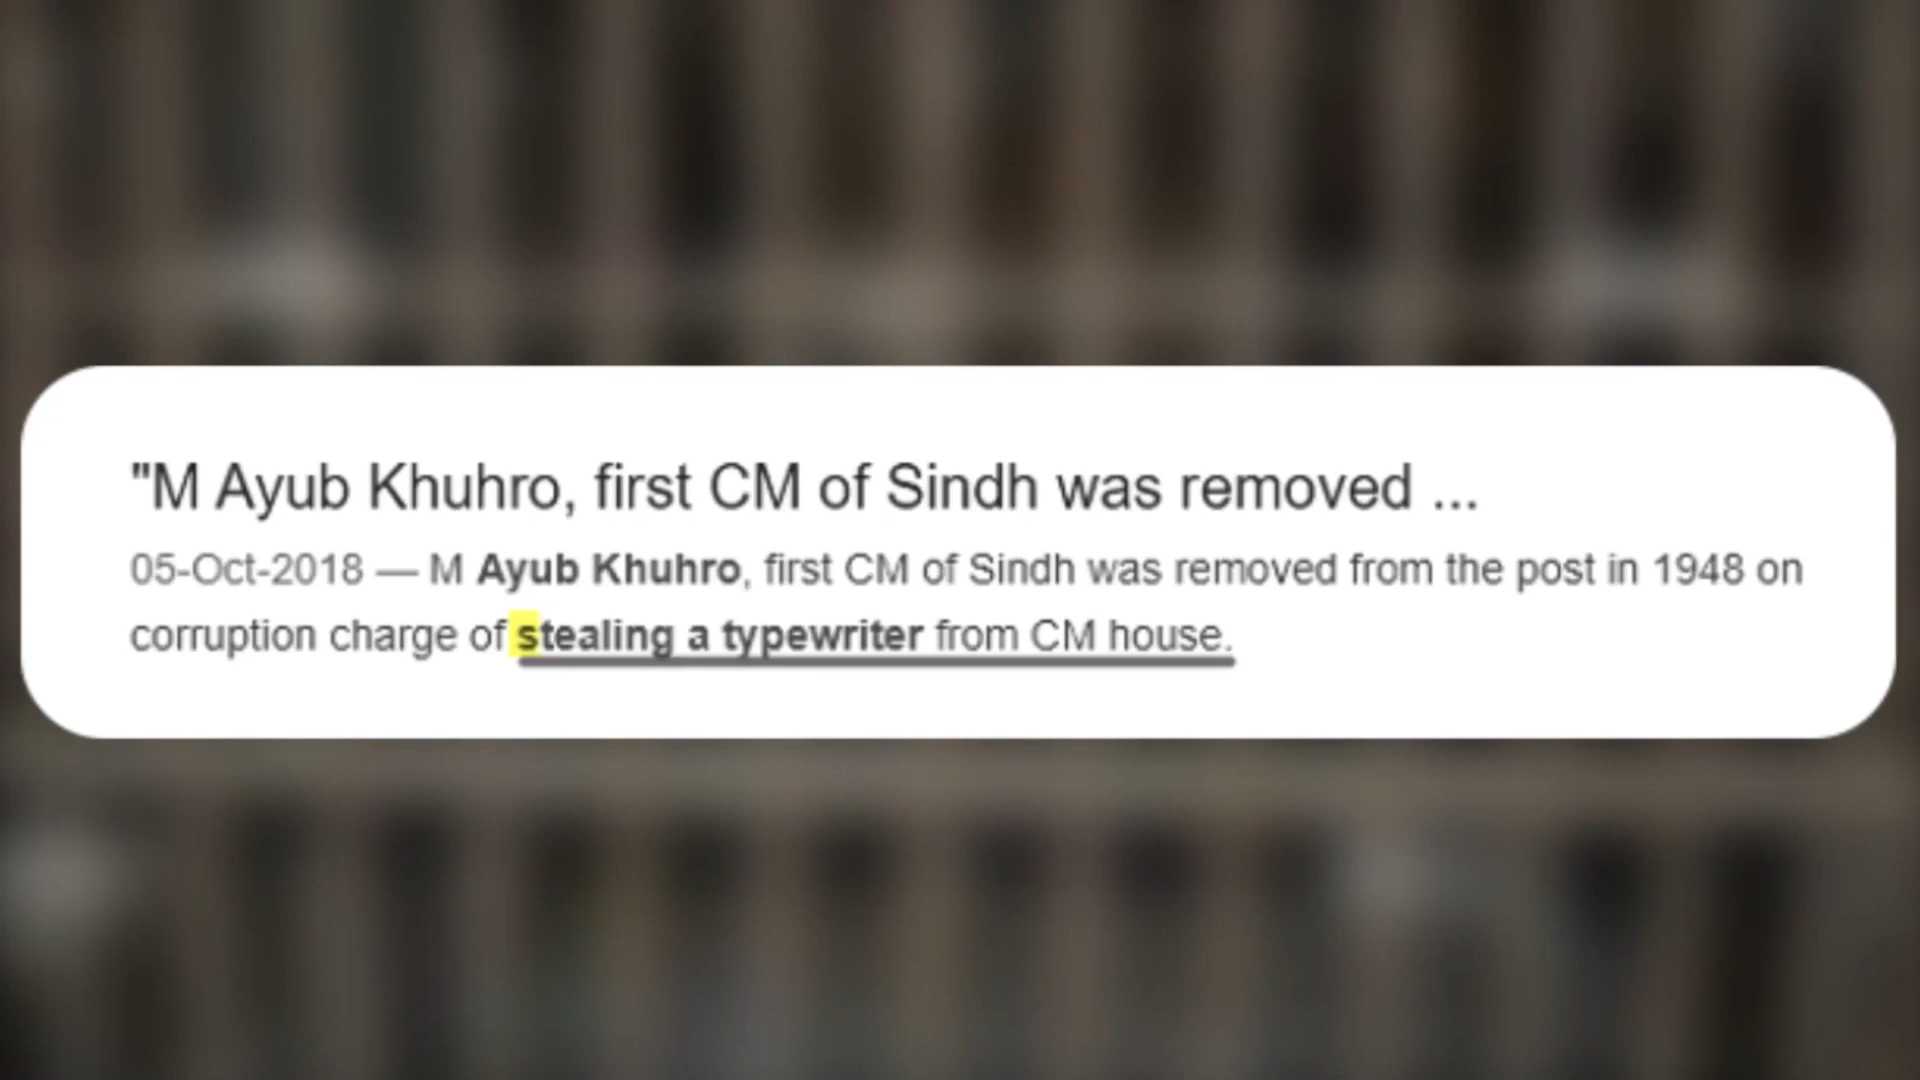 "M Ayub Khuhro, first CM of Sindh was removed ...
05-Oct-2018 — M Ayub Khuhro, first CM of Sindh was removed from the post in 1948 on
corruption charge of stealing a typewriter from CM house.